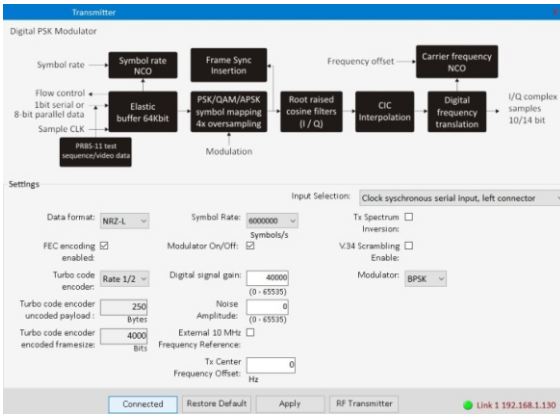 Transmitter
Digital PSK Modulator
Symbol rate
Symbol rate
NCO
Frame Sync
Insertion
Frequency offset
Carrier frequency
NCO
Flow control
1bit serial or
8-bit parallel data
Sample CLK
Elastic
buffer 64Kbit
PSK/QAM/APSK
symbol mapping
4x oversampling
Root raised
cosine filters
(I / Q)
CIC
Interpolation
Digital
frequency
translation
I/Q complex
samples
10/14 bit
PRBS-11 test
sequence/video data
Modulation
Settings
Input Selection: Clock syschronous serial input, left connector
Data format: NRZ-L
Symbol Rate: 6000000
Symbols/s
Tx Spectrum
Inversion:
FEC encoding
enabled:
Modulator On/Off:
V.34 Scrambling
Enable:
Turbo code
encoder: Rate 1/2
Digital signal gain: 40000
(0 - 65535)
Modulator: BPSK
Turbo code encoder
uncoded payload : 250
Bytes
Noise
Amplitude: 0
(0 - 65535)
Turbo code encoder
encoded framesize: 4000
Bits
External 10 MHz
Frequency Reference:
Tx Center
Frequency Offset: 0
Hz
Connected Restore Default Apply RF Transmitter Link 1 192.168.1.130